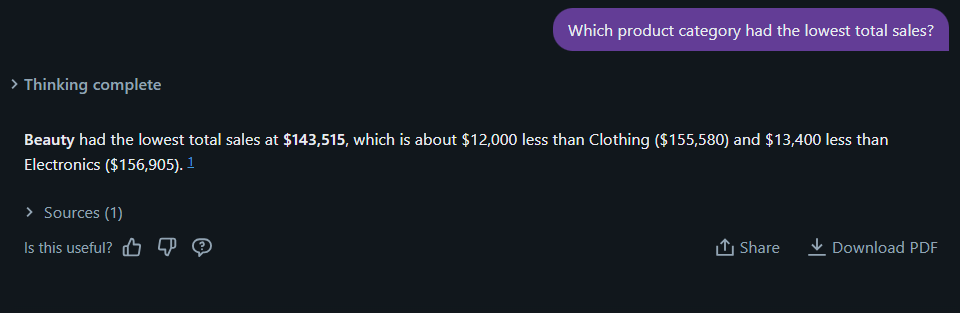 Which product category had the lowest total sales?
Thinking complete
Beauty had the lowest total sales at $143,515, which is about $12,000 less than Clothing ($155,580) and $13,400 less than
Electronics ($156,905). 1
Sources (1)
Is this useful?
Share
Download PDF